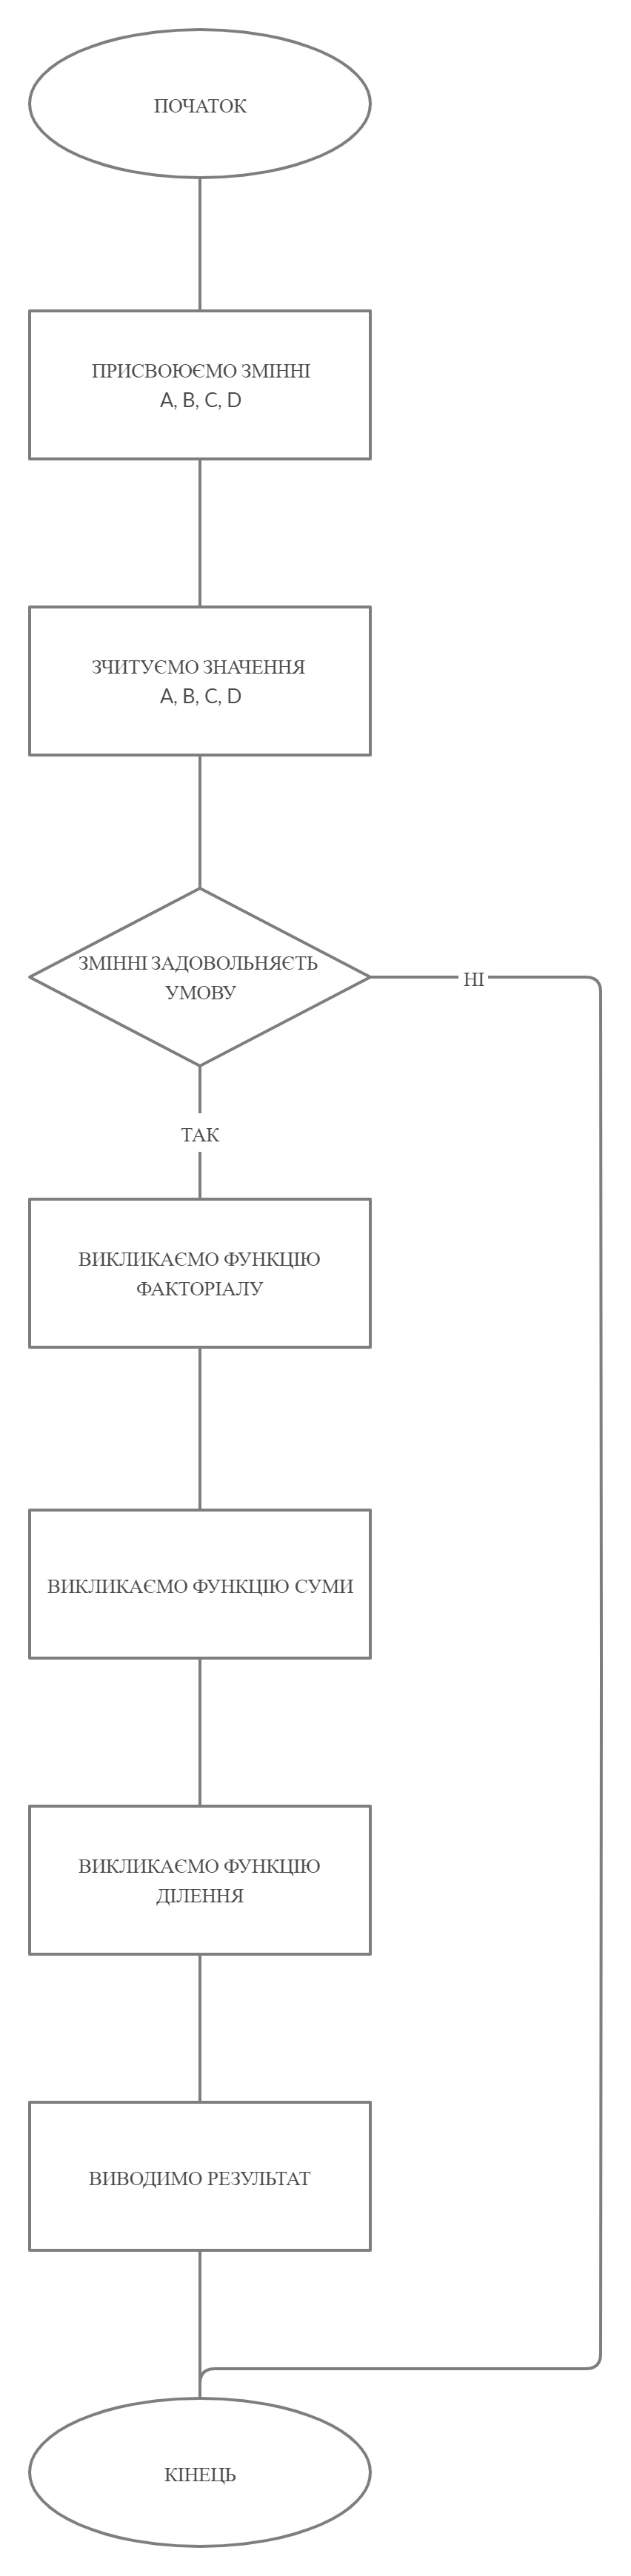 ПОЧАТОК
ПРИСВОЮЄМО ЗМІННІ
A, B, C, D
ЗЧИТУЄМО ЗНАЧЕННЯ
A, B, C, D
ЗМІННІ ЗАДОВОЛЬНЯЄТЬ
УМОВУ
НІ
ТАК
ВИКЛИКАЄМО ФУНКЦІЮ
ФАКТОРІАЛУ
ВИКЛИКАЄМО ФУНКЦІЮ СУМИ
ВИКЛИКАЄМО ФУНКЦІЮ
ДІЛЕННЯ
ВИВОДИМО РЕЗУЛЬТАТ
КІНЕЦЬ